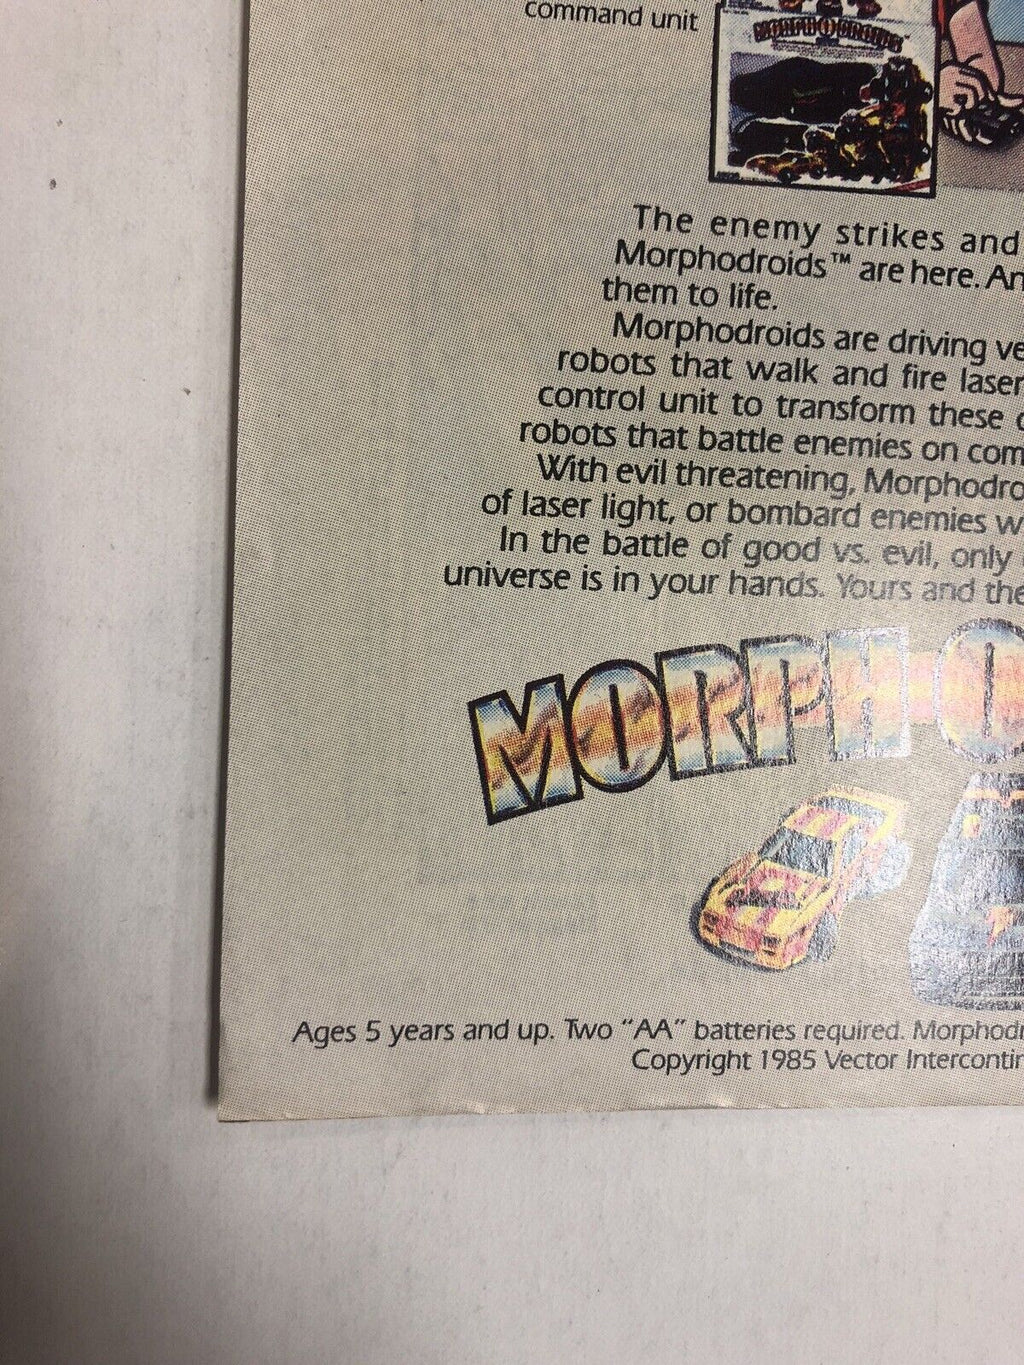 command unit
MORPH-O-DROIDS
The enemy strikes and
Morphodroids™ are here. An
them to life.
Morphodroids are driving ve
robots that walk and fire laser
control unit to transform these
robots that battle enemies on com
With evil threatening, Morphodro
of laser light, or bombard enemies w
In the battle of good vs. evil, only
universe is in your hands. Yours and the
MORPH-O
Ages 5 years and up. Two "AA" batteries required. Morphodr
Copyright 1985 Vector Intercontin